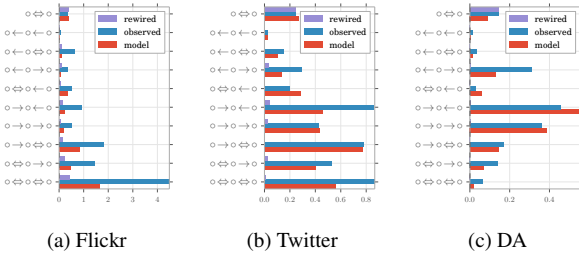 rewired
observed
model
○⇔○
○←○←○
○⇔○←○
○←○→○
○⇔○←○
○→○←○
○→○→○
○→○⇔○
○⇔○→○
○⇔○⇔○
0 1 2 3 4
(a) Flickr
rewired
observed
model
○⇔○
○←○←○
○←○⇔○
○←○→○
○⇔○←○
○→○←○
○→○→○
○→○⇔○
○⇔○→○
○⇔○⇔○
0.0 0.2 0.4 0.6 0.8
(b) Twitter
rewired
observed
model
○⇔○
○←○←○
○←○⇔○
○←○→○
○⇔○←○
○→○←○
○→○→○
○→○⇔○
○⇔○→○
○⇔○⇔○
0.0 0.2 0.4
(c) DA